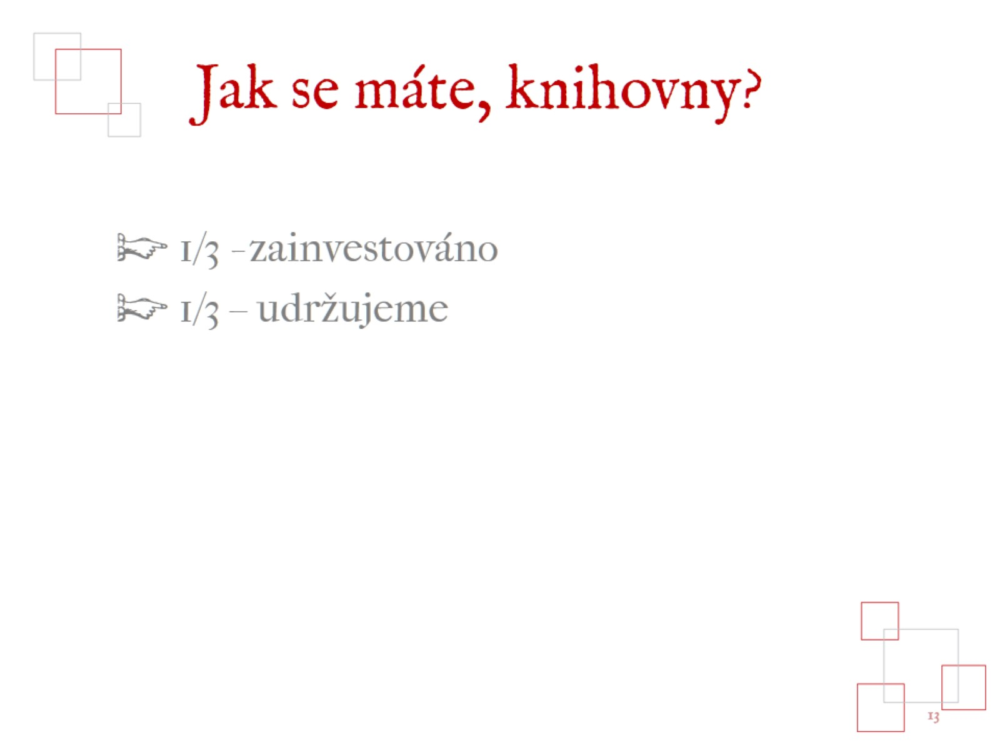 Jak se máte, knihovny?
☞ 1/3 –zainvestováno
☞ 1/3 – udržujeme
13